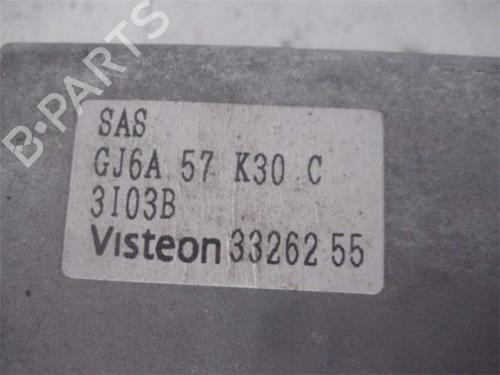 B-PARTS
SAS
GJ6A 57 K30 C
3I03B
Visteon 33262 55